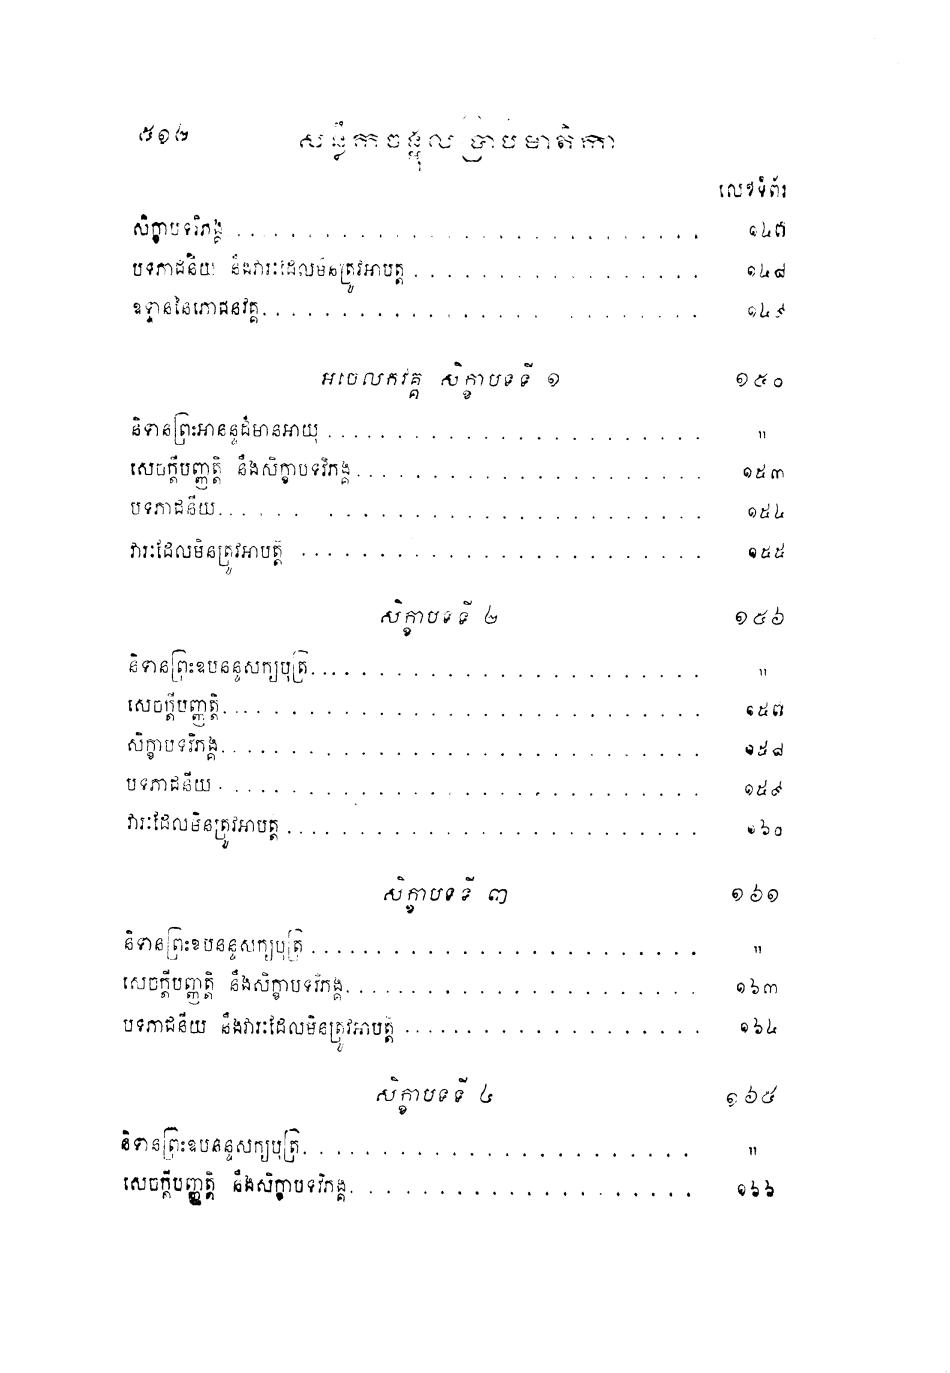 ៥១២ សន្លឹកចង្អុលប្រាប់មាតិកា
លេខទំព័រ
សិក្ខាបទវិភង្គ ១៤៧
បទភាជនីយ នឹងវារៈដែលមិនត្រូវអាបត្តិ ១៤៨
ឧទ្ទាននៃភោជនវគ្គ ១៤៩
អចេលកវគ្គ សិក្ខាបទទី ១ ១៥០
និទានព្រះអានន្ទដ៏មានអាយុ "
សេចក្តីបញ្ញត្តិ នឹងសិក្ខាបទវិភង្គ ១៥៣
បទភាជនីយ ១៥៤
វារៈដែលមិនត្រូវអាបត្តិ ១៥៥
សិក្ខាបទទី ២ ១៥៦
និទានព្រះឧបនន្ទសក្យបុត្រ "
សេចក្តីបញ្ញត្តិ ១៥៧
សិក្ខាបទវិភង្គ ១៥៨
បទភាជនីយ ១៥៩
វារៈដែលមិនត្រូវអាបត្តិ ១៦០
សិក្ខាបទទី ៣ ១៦១
និទានព្រះឧបនន្ទសក្យបុត្រ "
សេចក្តីបញ្ញត្តិ នឹងសិក្ខាបទវិភង្គ ១៦៣
បទភាជនីយ នឹងវារៈដែលមិនត្រូវអាបត្តិ ១៦៤
សិក្ខាបទទី ៤ ១៦៥
និទានព្រះឧបនន្ទសក្យបុត្រ "
សេចក្តីបញ្ញត្តិ នឹងសិក្ខាបទវិភង្គ ១៦៦